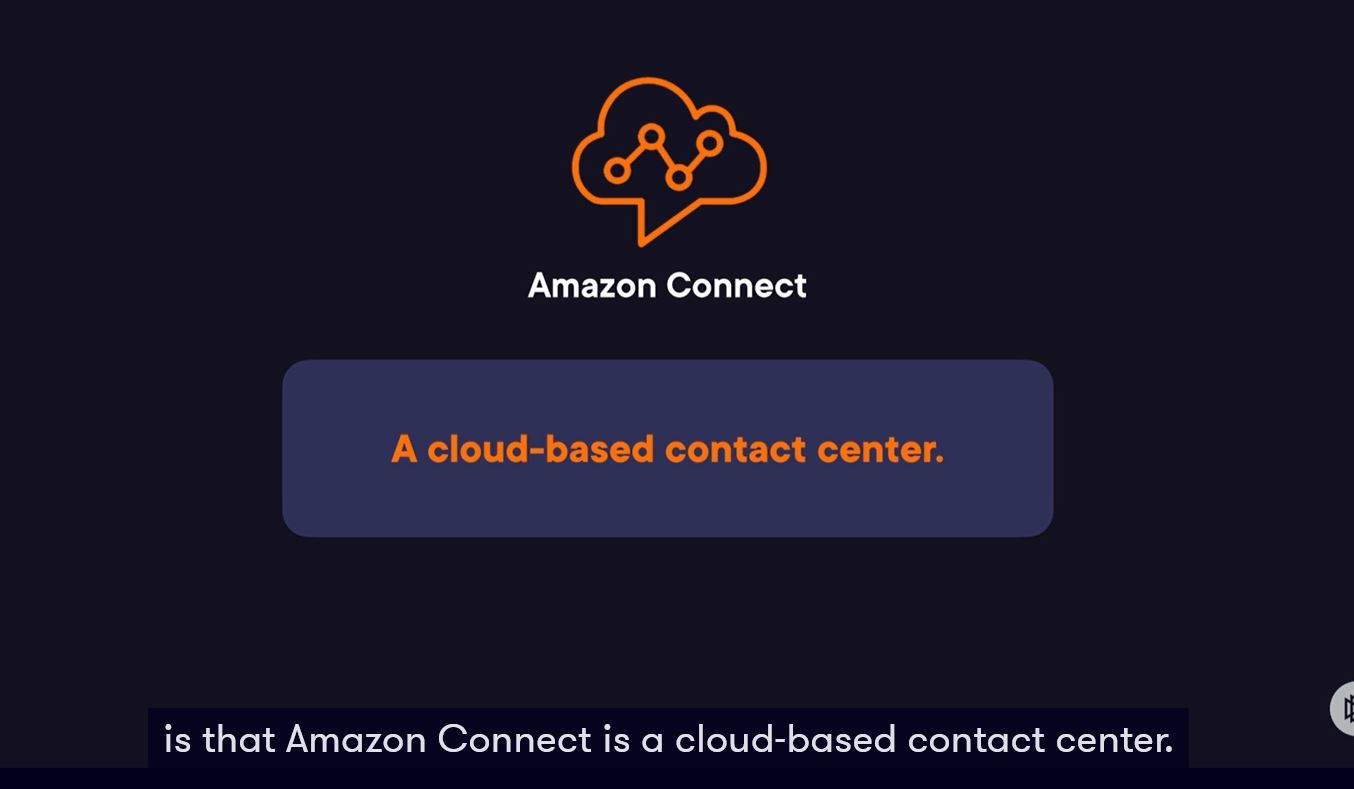 Amazon Connect
A cloud-based contact center.
is that Amazon Connect is a cloud-based contact center.